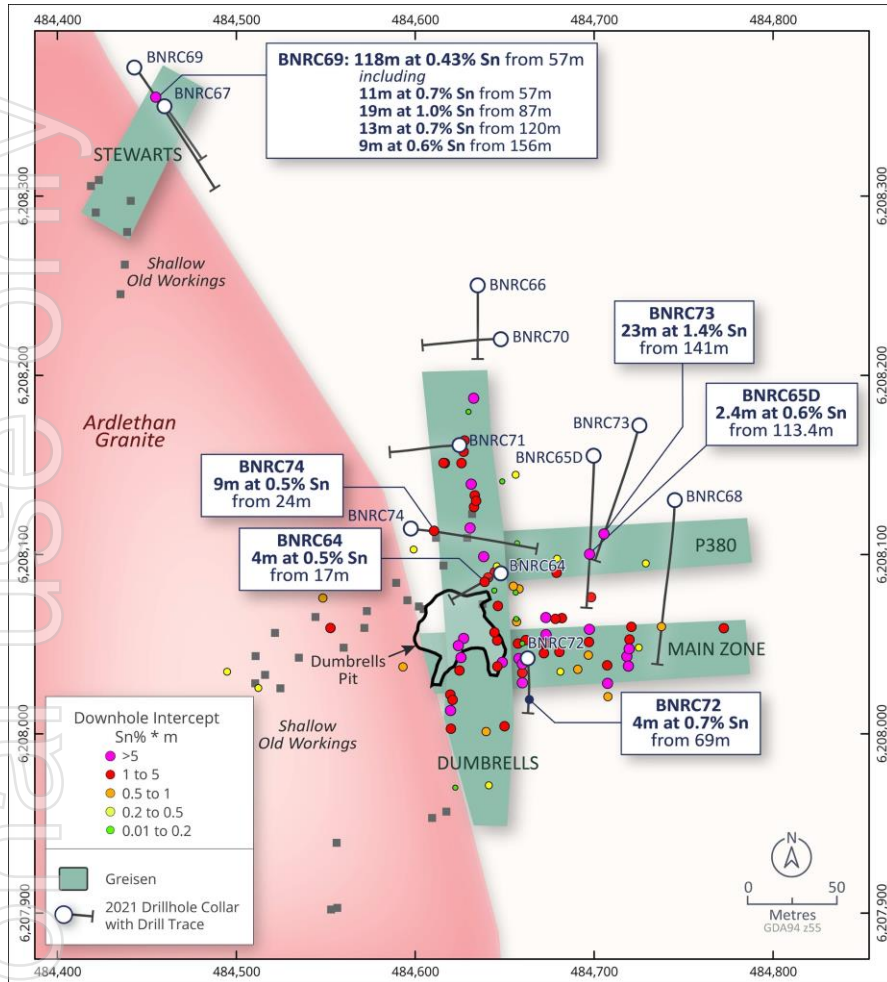 484,400
484,500
484,600
484,700
484,800
BNRC69
BNRC67
BNRC69: 118m at 0.43% Sn from 57m
including
11m at 0.7% Sn from 57m
19m at 1.0% Sn from 87m
13m at 0.7% Sn from 120m
9m at 0.6% Sn from 156m
STEWARTS
6,208,300
6,208,300
Shallow
Old Workings
BNRC66
BNRC70
BNRC73
23m at 1.4% Sn
from 141m
6,208,200
6,208,200
BNRC65D
2.4m at 0.6% Sn
from 113.4m
Ardlethan
Granite
BNRC71
BNRC73
BNRC65D
BNRC74
9m at 0.5% Sn
from 24m
BNRC68
BNRC74
BNRC64
4m at 0.5% Sn
from 17m
P380
6,208,100
6,208,100
BNRC64
Dumbrells
Pit
BNRC72
MAIN ZONE
6,208,000
6,208,000
Shallow
Old Workings
BNRC72
4m at 0.7% Sn
from 69m
DUMBRELLS
Downhole Intercept
Sn% * m
>5
1 to 5
0.5 to 1
0.2 to 0.5
0.01 to 0.2
Greisen
2021 Drillhole Collar
with Drill Trace
N
0 50
Metres
GDA94 z55
6,207,900
6,207,900
484,400
484,500
484,600
484,700
484,800